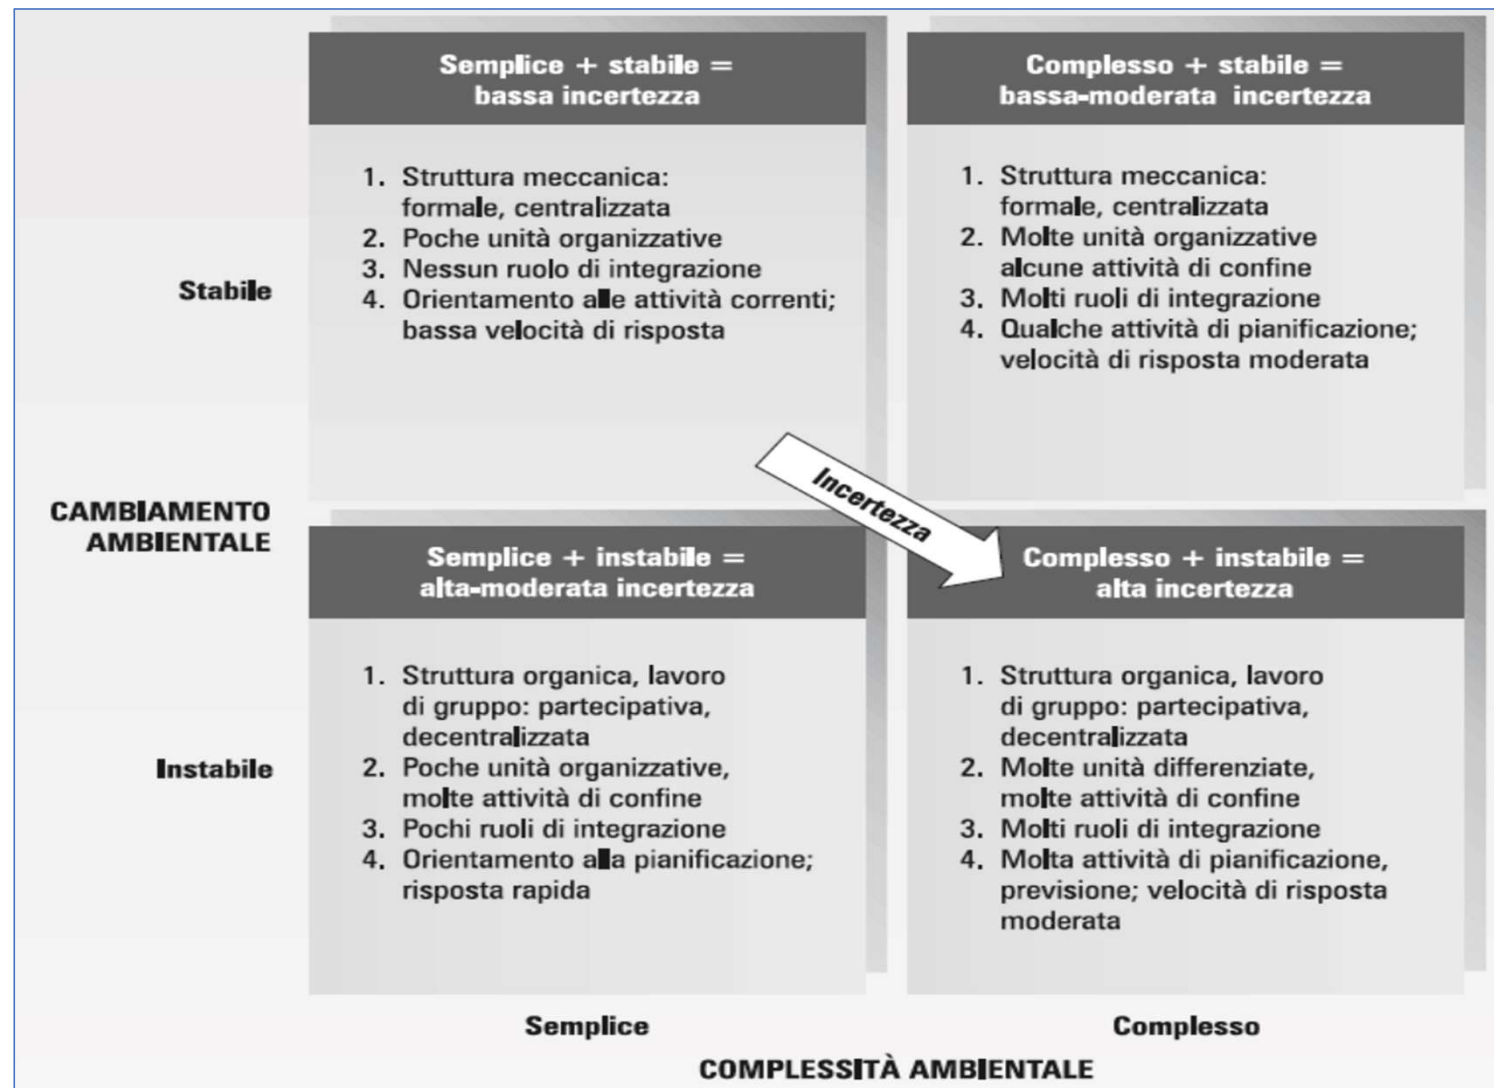 Semplice + stabile =
bassa incertezza
1. Struttura meccanica:
formale, centralizzata
2. Poche unità organizzative
3. Nessun ruolo di integrazione
4. Orientamento alle attività correnti;
bassa velocità di risposta
Complesso + stabile =
bassa-moderata incertezza
1. Struttura meccanica:
formale, centralizzata
2. Molte unità organizzative
alcune attività di confine
3. Molti ruoli di integrazione
4. Qualche attività di pianificazione;
velocità di risposta moderata
Stabile
Incertezza
CAMBIAMENTO
AMBIENTALE
Semplice + instabile =
alta-moderata incertezza
1. Struttura organica, lavoro
di gruppo: partecipativa,
decentralizzata
2. Poche unità organizzative,
molte attività di confine
3. Pochi ruoli di integrazione
4. Orientamento alla pianificazione;
risposta rapida
Complesso + instabile =
alta incertezza
1. Struttura organica, lavoro
di gruppo: partecipativa,
decentralizzata
2. Molte unità differenziate,
molte attività di confine
3. Molti ruoli di integrazione
4. Molta attività di pianificazione,
previsione; velocità di risposta
moderata
Instabile
Semplice
Complesso
COMPLESSITÀ AMBIENTALE